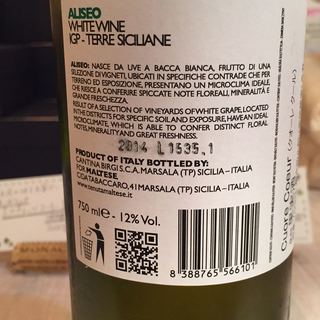 ALISEO
WHITE WINE
IGP - TERRE SICILIANE
ALISEO: NASCE DA UVE A BACCA BIANCA, FRUTTO DI UNA
SELEZIONE DI VIGNETI, UBICATI IN SPECIFICHE CONTRADE CHE PER
TERRENO ED ESPOSIZIONE, PRESENTANO UN MICROCLIMA IDEALE,
CHE RIESCE A CONFERIRE SPICCATE NOTE FLOREALI, MINERALITÀ E
GRANDE FRESCHEZZA.
RESULT OF A SELECTION OF VINEYARDS OF WHITE GRAPE, LOCATED
IN THE DISTRICTS FOR SPECIFIC SOIL AND EXPOSURE, HAVE AN IDEAL
MICROCLIMATE, WHICH IS ABLE TO CONFER DISTINCT FLORAL
NOTES, MINERALITY AND GREAT FRESHNESS.
2014 L1535.1
PRODUCT OF ITALY BOTTLED BY:
CANTINA BIRGI S.C.A. MARSALA (TP) SICILIA – ITALIA
FOR MALTESE.
C/DA TABACCARO, 41 MARSALA (TP) SICILIA – ITALIA
www.tenutamaltese.it
750 ml e - 12% Vol.
8 388765 566101
Cuore Coeur